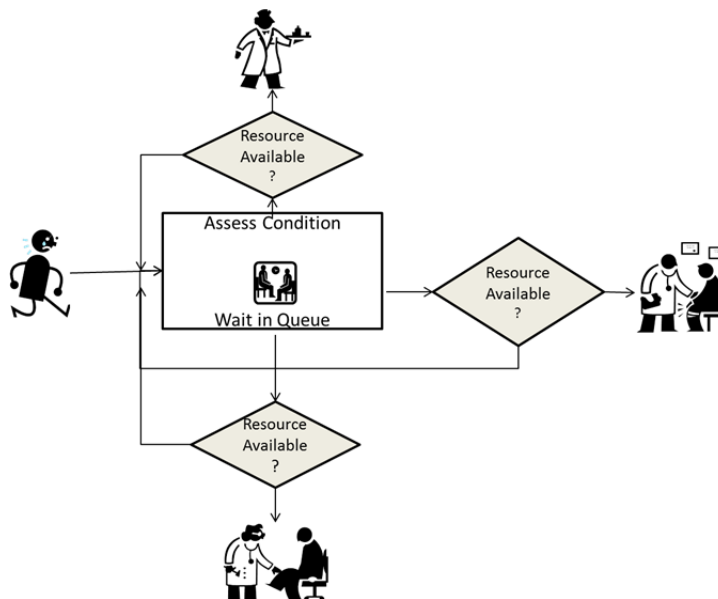 Resource
Available
?
Assess Condition
Wait in Queue
Resource
Available
?
Resource
Available
?